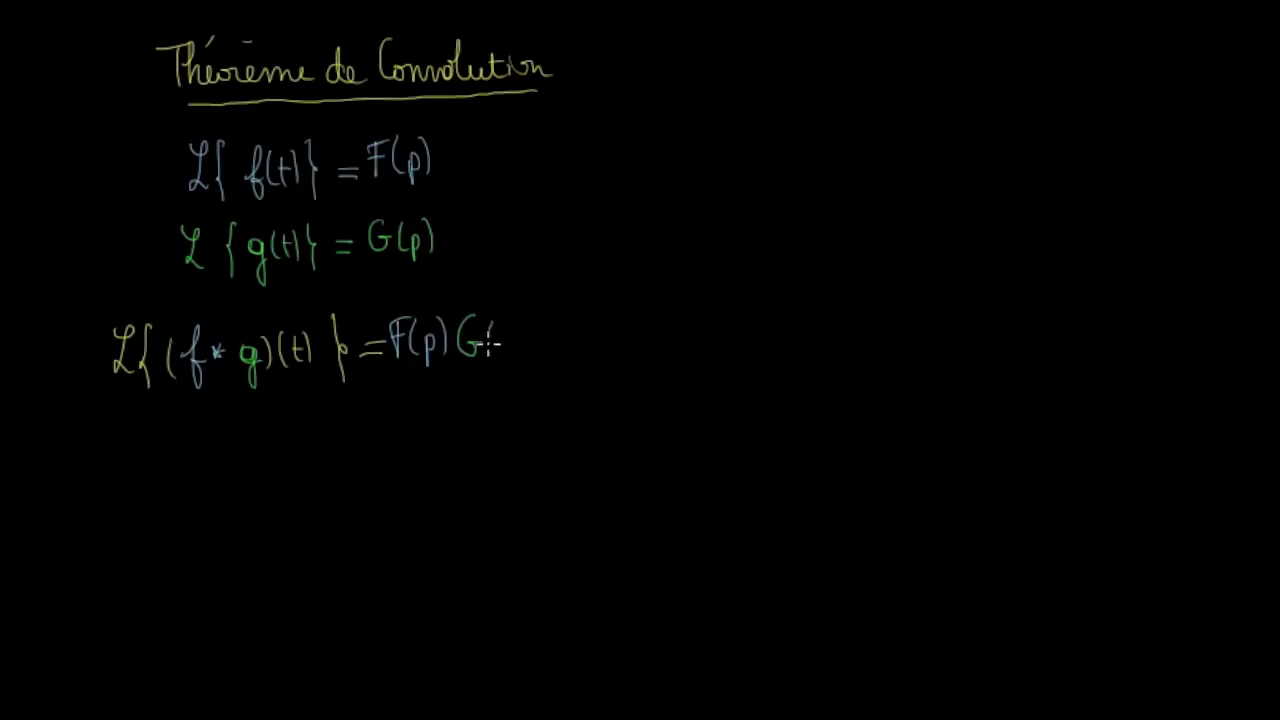 Théorème de Convolution
ℒ{ f(t)} = F(p)
ℒ {g(t)} = G(p)
ℒ{(f * g)(t) } = F(p) G(